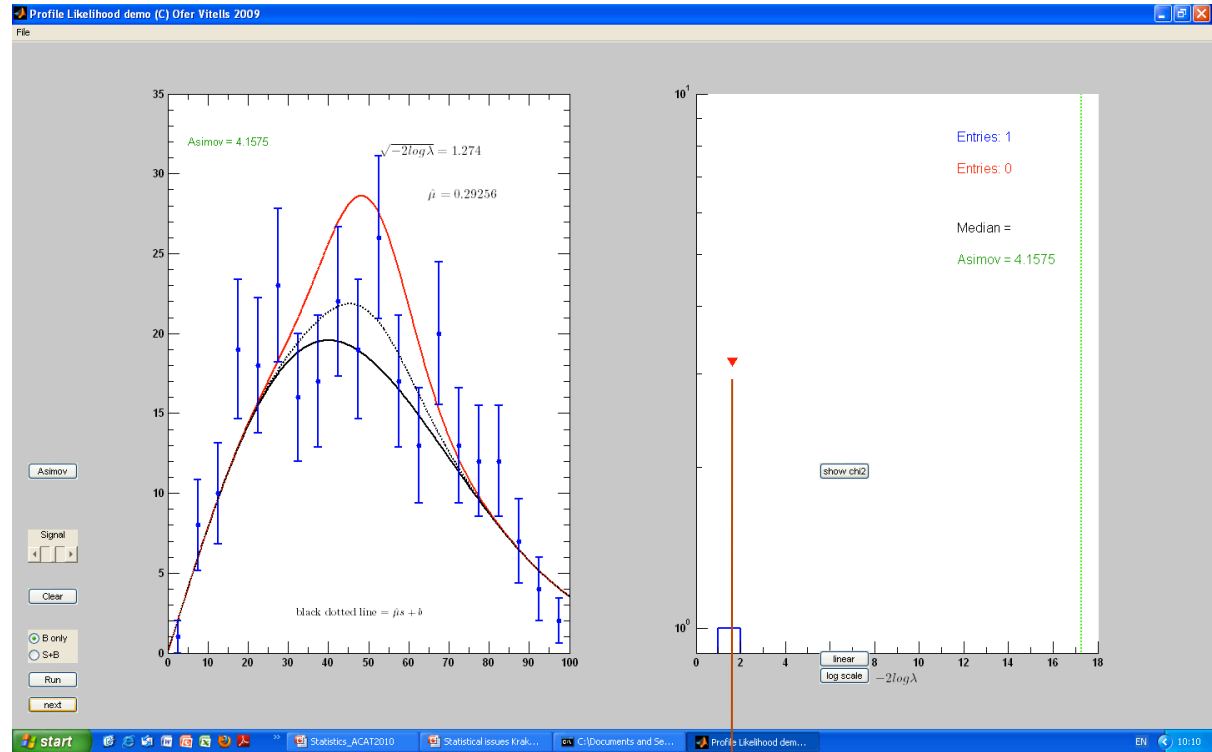 Profile Likelihood demo (C) Ofer Vitells 2009
File
35
30
25
20
15
10
5
0
0 10 20 30 40 50 60 70 80 90 100
Asimov = 4.1575
√−2logλ = 1.274
μ̂ = 0.29256
black dotted line = μ̂s + b
10¹
10⁰
0 2 4 6 8 10 12 14 16 18
−2logλ
Entries: 1
Entries: 0
Median =
Asimov = 4.1575
show chi2
linear
log scale
Asimov
Signal
Clear
B only
S+B
Run
next
start
Statistics_ACAT2010
Statistical issues Krak...
C:\Documents and Se...
Profile Likelihood dem...
EN
10:10